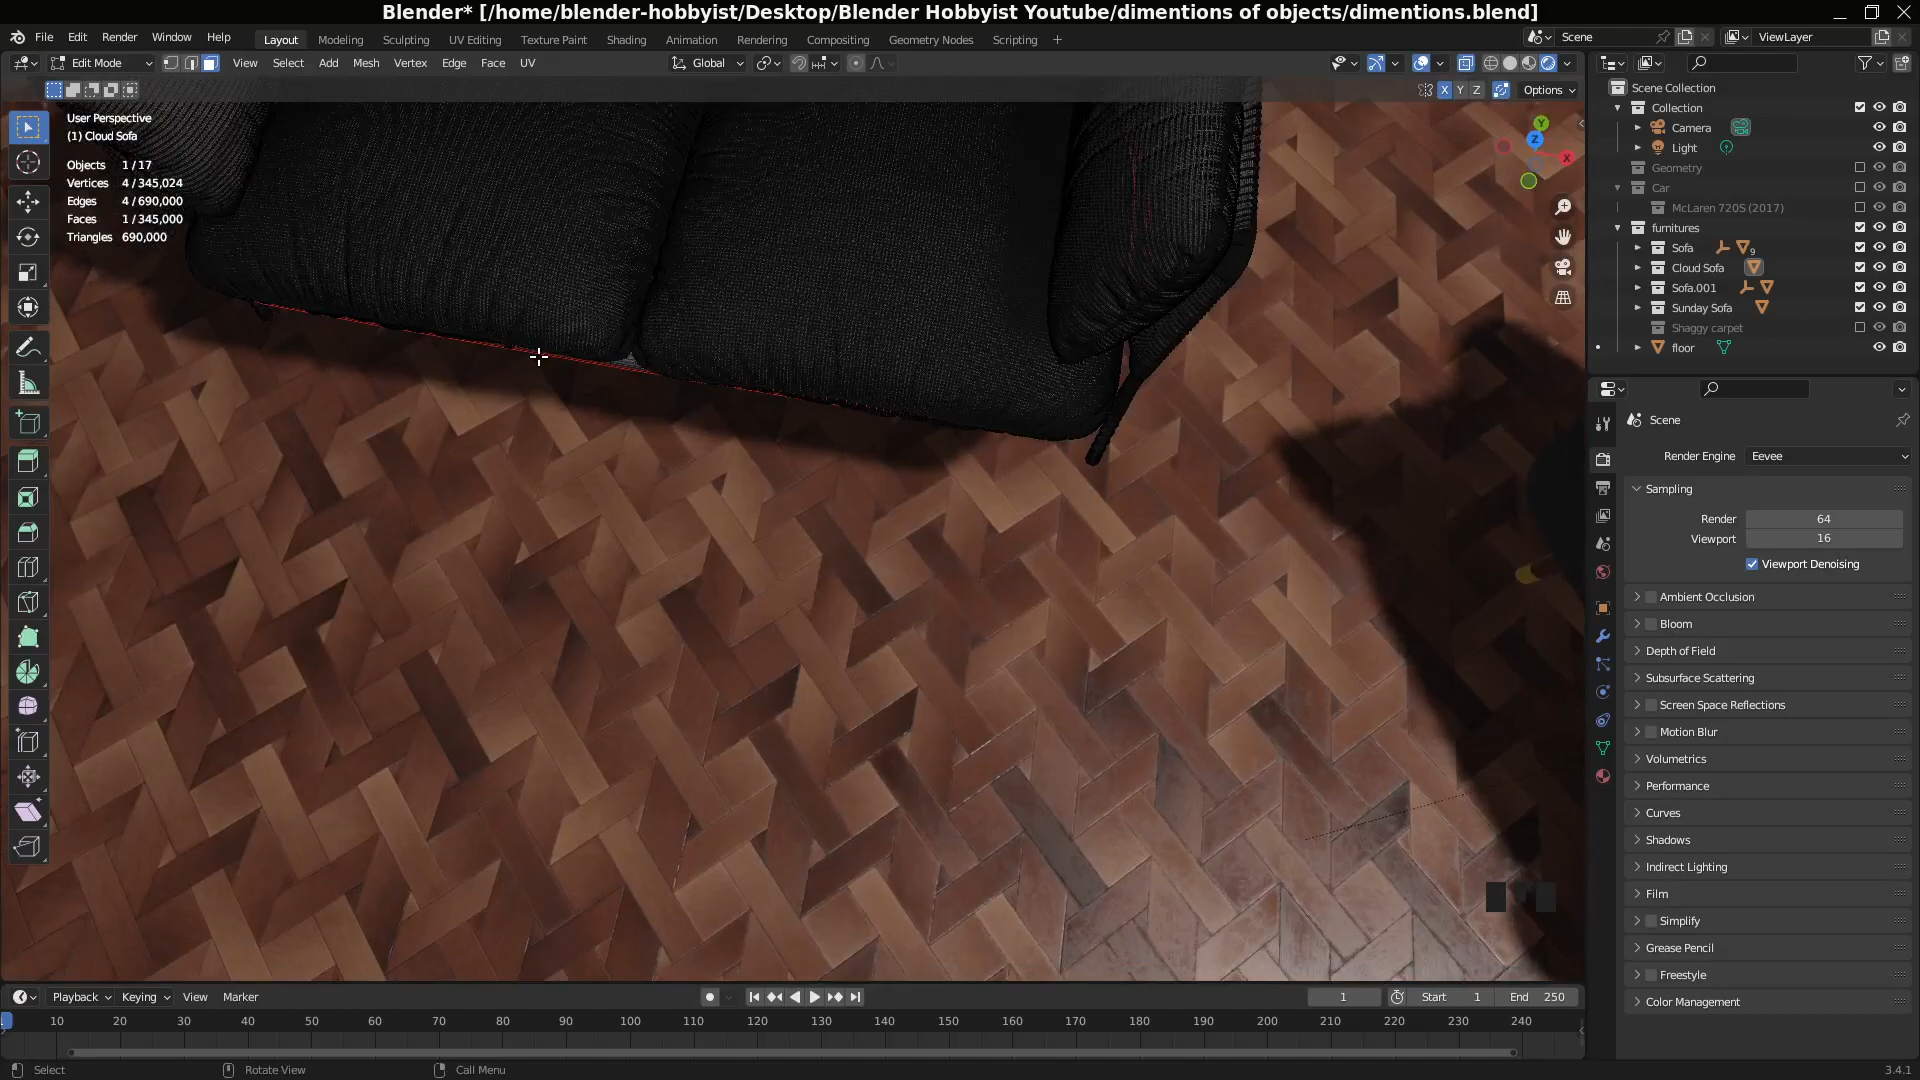 Blender* [/home/blender-hobbyist/Desktop/Blender Hobbyist Youtube/dimentions of objects/dimentions.blend]
File Edit Render Window Help Layout Modeling Sculpting UV Editing Texture Paint Shading Animation Rendering Compositing Geometry Nodes Scripting + Scene ViewLayer
Edit Mode View Select Add Mesh Vertex Edge Face UV Global
X Y Z Options
User Perspective
(1) Cloud Sofa
Objects 1 / 17
Vertices 4 / 345,024
Edges 4 / 690,000
Faces 1 / 345,000
Triangles 690,000
Y
Z
X
Scene Collection
Collection
Camera
Light
Geometry
Car
McLaren 720S (2017)
furnitures
Sofa 9
Cloud Sofa
Sofa.001
Sunday Sofa
Shaggy carpet
floor
Scene
Render Engine Eevee
Sampling
Render 64
Viewport 16
Viewport Denoising
Ambient Occlusion
Bloom
Depth of Field
Subsurface Scattering
Screen Space Reflections
Motion Blur
Volumetrics
Performance
Curves
Shadows
Indirect Lighting
Film
Simplify
Grease Pencil
Freestyle
Color Management
Playback Keying View Marker 1 Start 1 End 250
1 10 20 30 40 50 60 70 80 90 100 110 120 130 140 150 160 170 180 190 200 210 220 230 240
Select Rotate View Call Menu 3.4.1